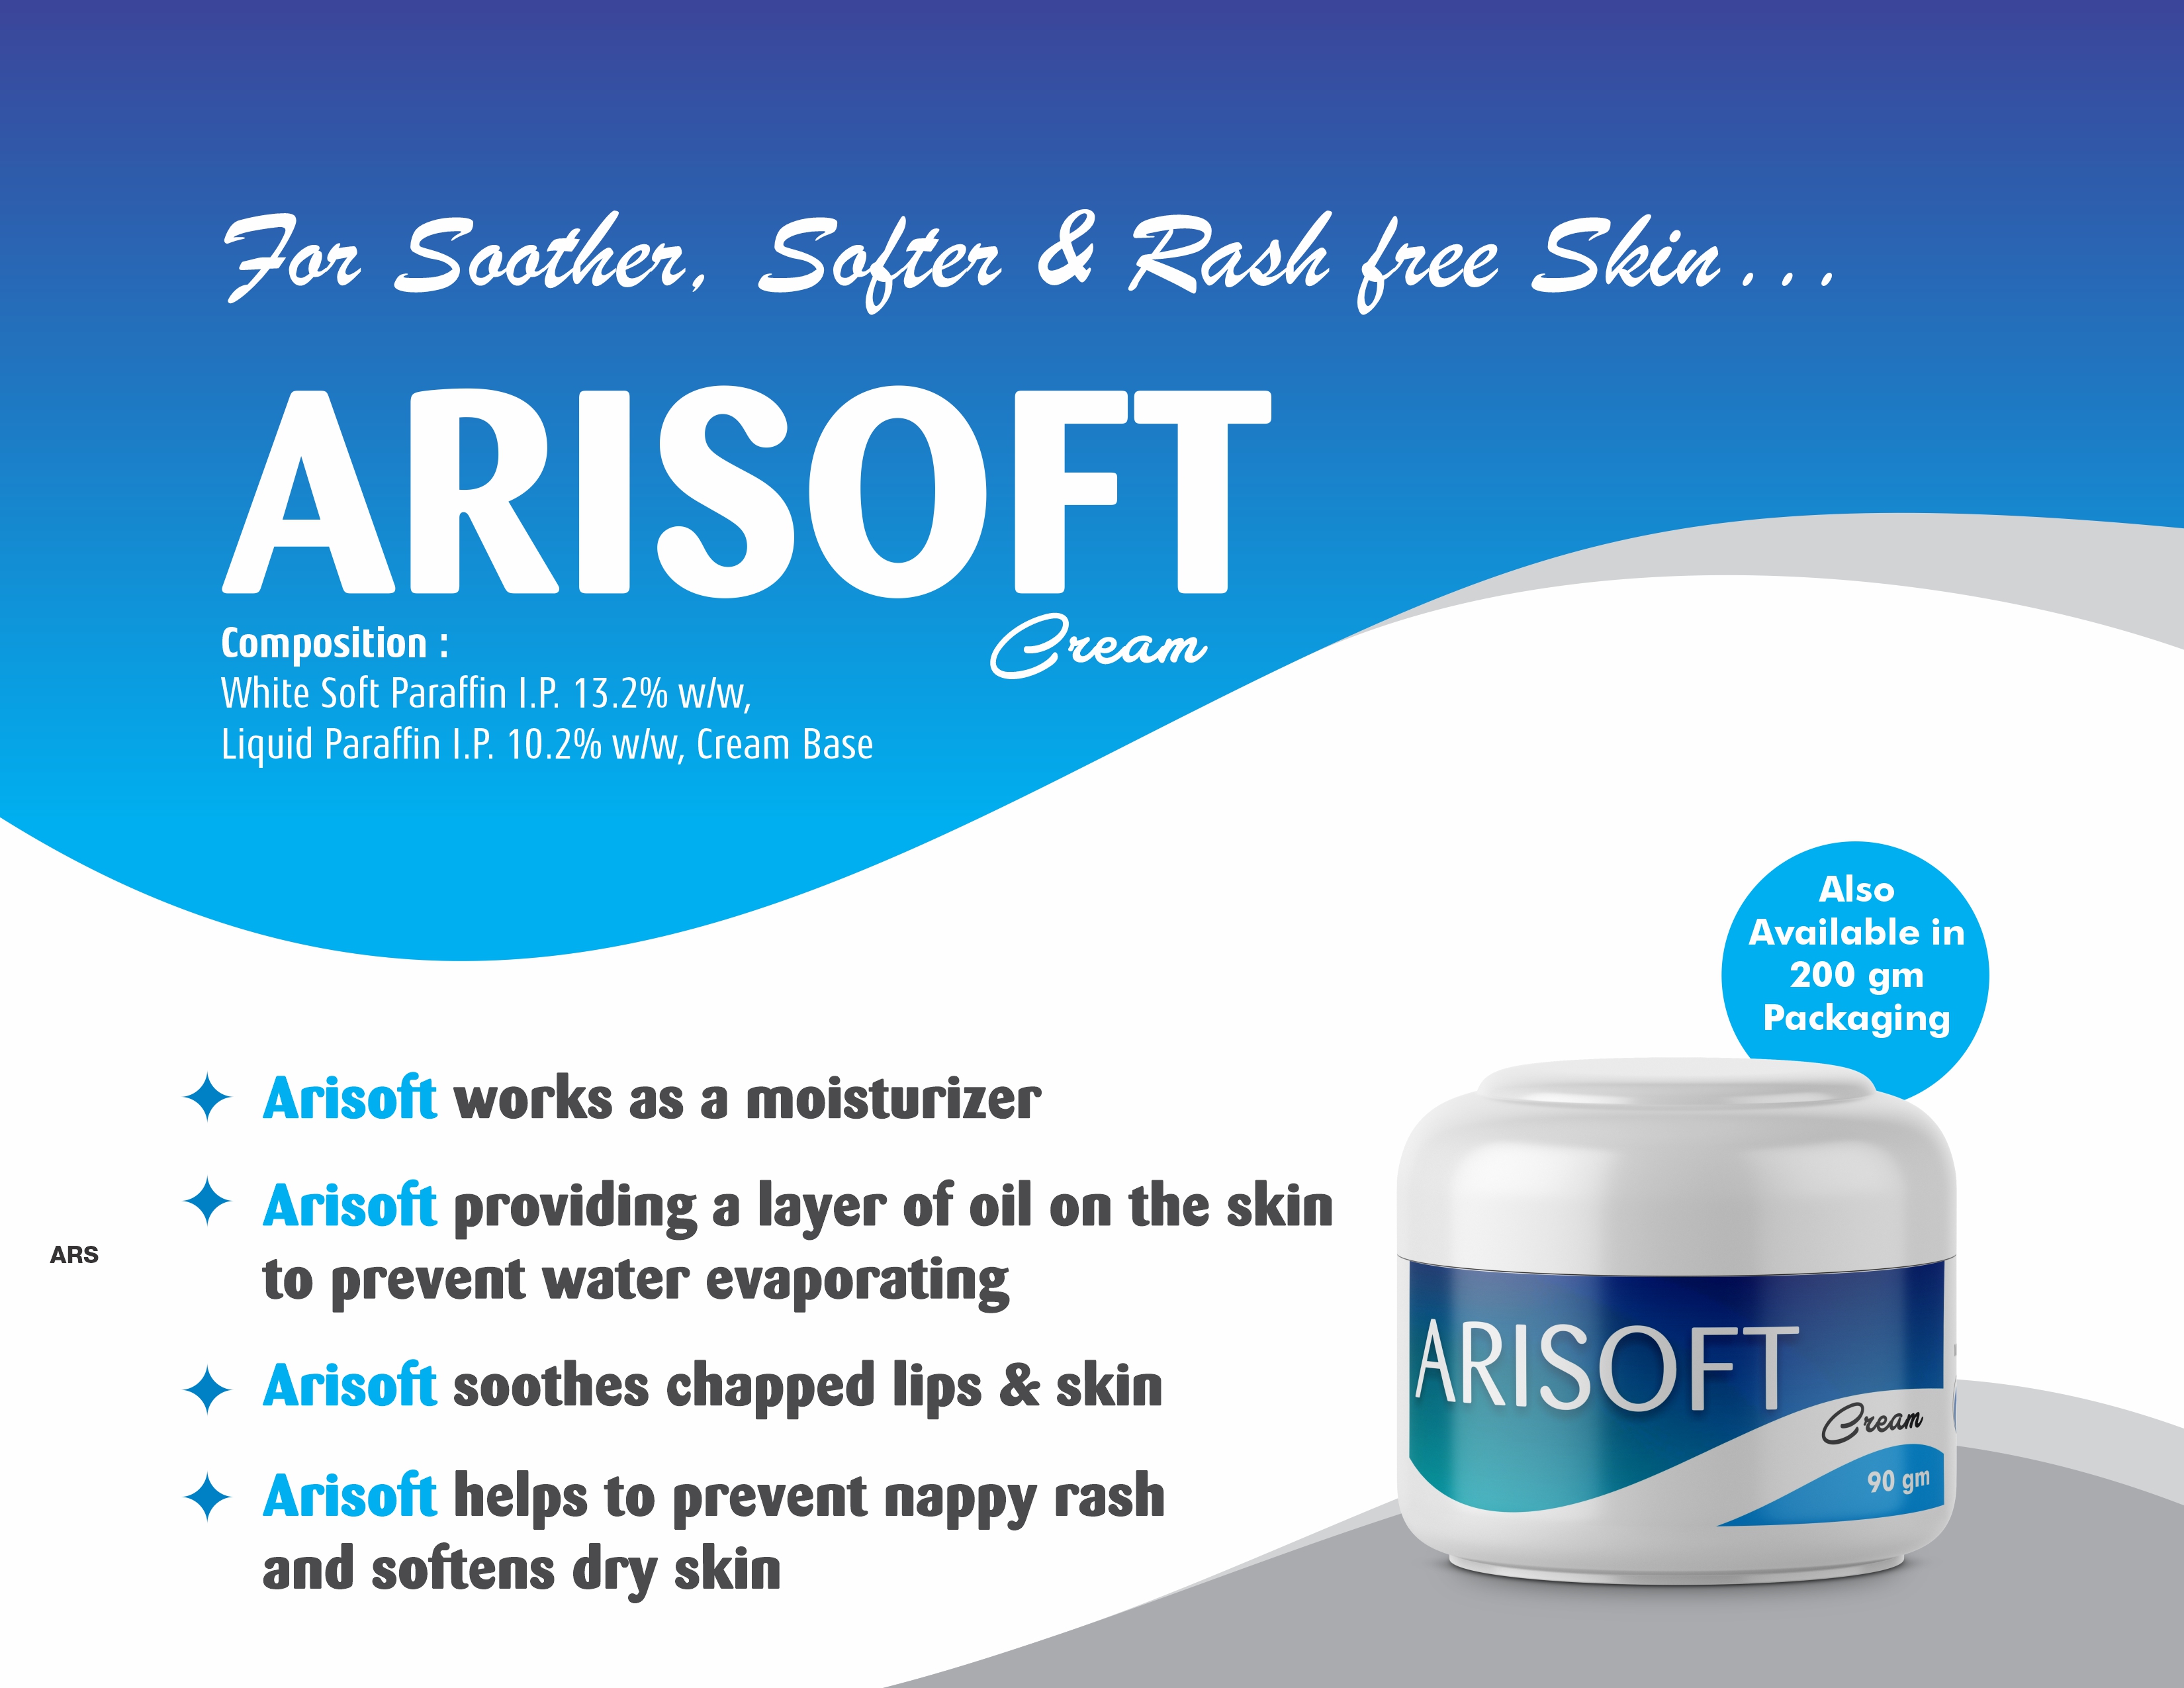 For Soother, Softer & Rash free Skin...
ARISOFT
Cream
Composition :
White Soft Paraffin I.P. 13.2% w/w,
Liquid Paraffin I.P. 10.2% w/w, Cream Base
Also
Available in
200 gm
Packaging
Arisoft works as a moisturizer
Arisoft providing a layer of oil on the skin
to prevent water evaporating
Arisoft soothes chapped lips & skin
Arisoft helps to prevent nappy rash
and softens dry skin
ARS
ARISOFT
Cream
90 gm